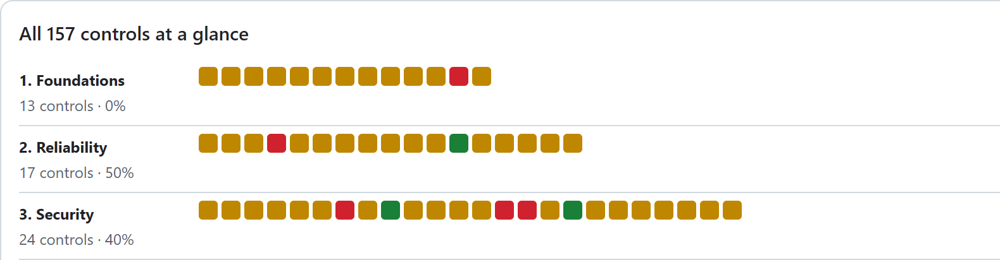 All 157 controls at a glance
1. Foundations
13 controls · 0%
2. Reliability
17 controls · 50%
3. Security
24 controls · 40%